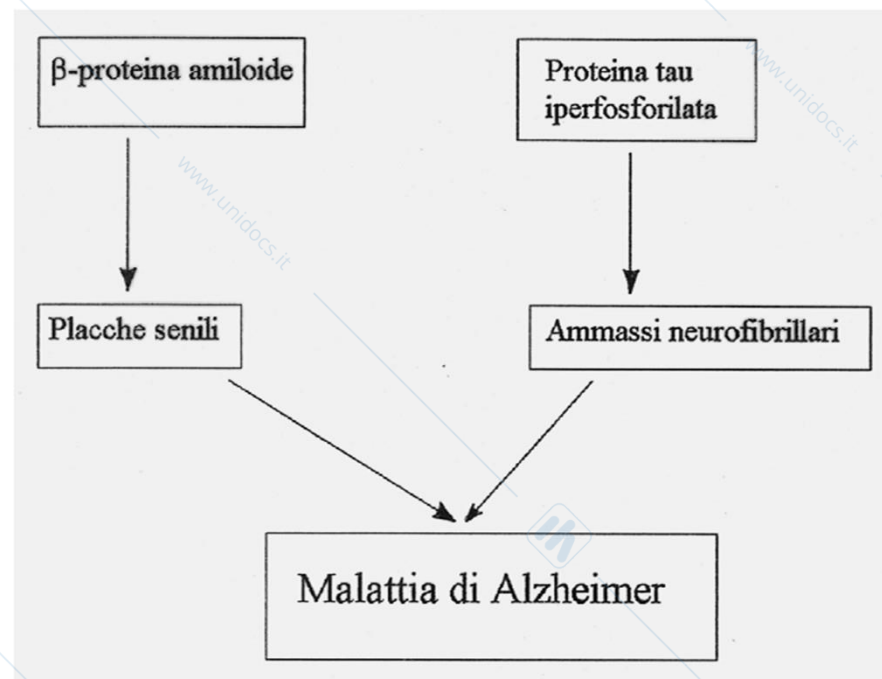 β-proteina amiloide
Proteina tau
iperfosforilata
www.unidocs.it
www.unidocs.it
Placche senili
Ammassi neurofibrillari
Malattia di Alzheimer